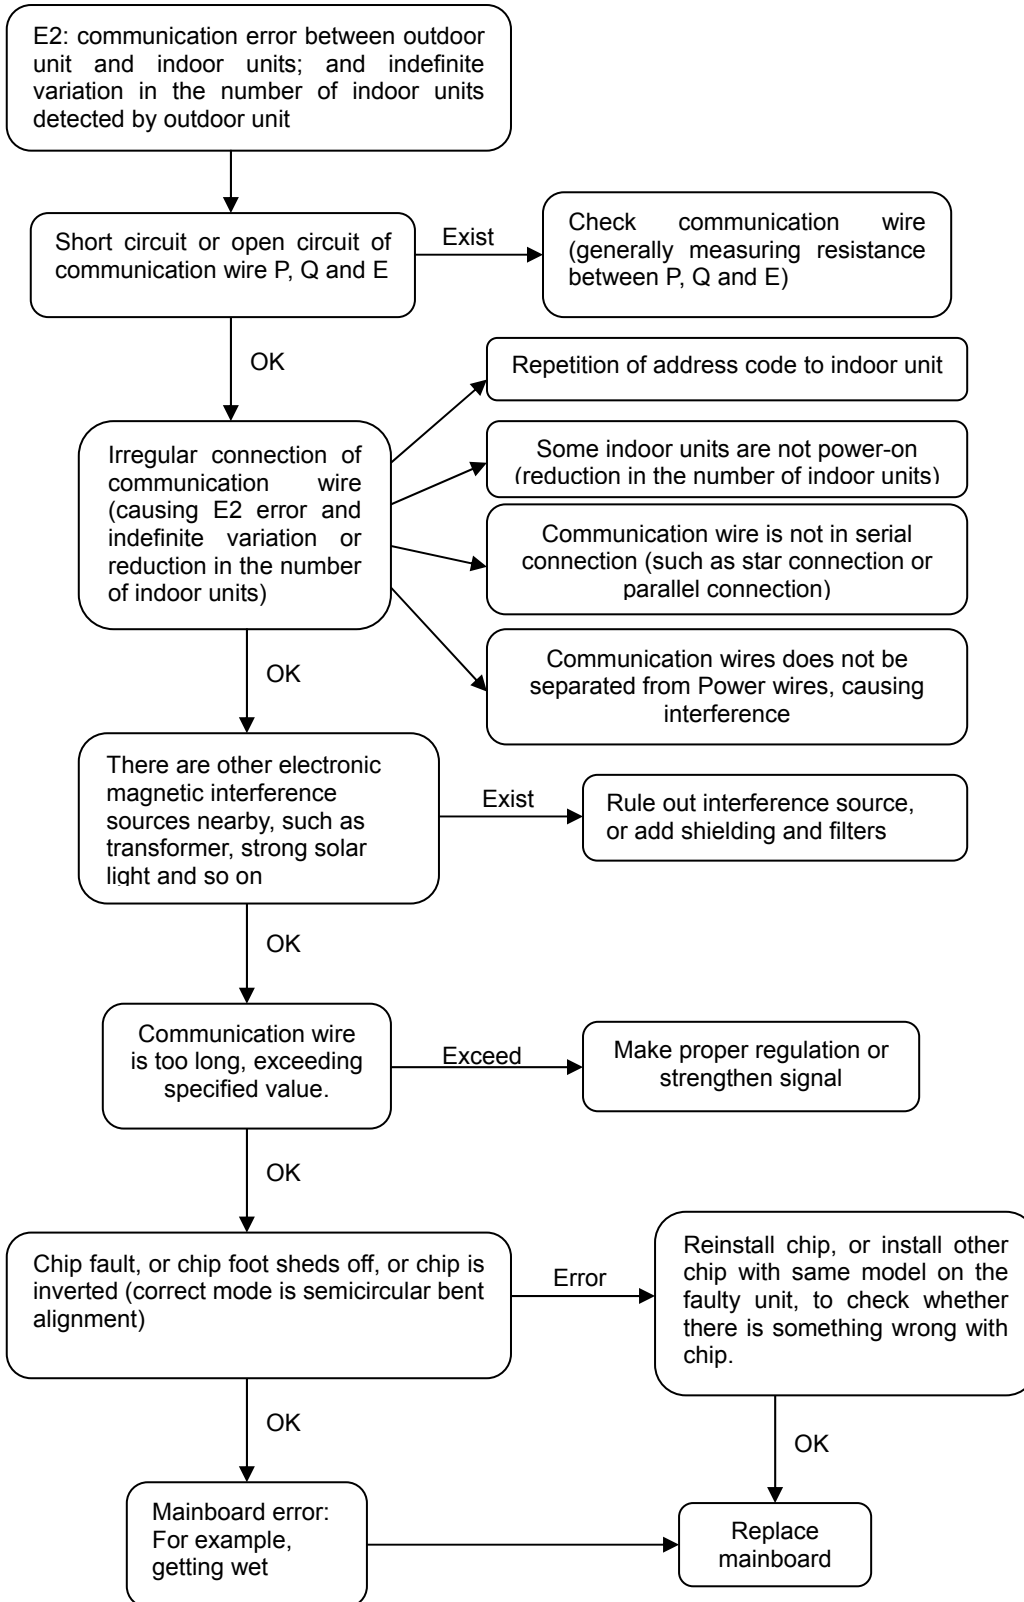 E2: communication error between outdoor
unit and indoor units; and indefinite
variation in the number of indoor units
detected by outdoor unit
Short circuit or open circuit of
communication wire P, Q and E
Exist
Check communication wire
(generally measuring resistance
between P, Q and E)
OK
Repetition of address code to indoor unit
Irregular connection of
communication wire
(causing E2 error and
indefinite variation or
reduction in the number
of indoor units)
Some indoor units are not power-on
(reduction in the number of indoor units)
Communication wire is not in serial
connection (such as star connection or
parallel connection)
Communication wires does not be
separated from Power wires, causing
interference
OK
There are other electronic
magnetic interference
sources nearby, such as
transformer, strong solar
light and so on
Exist
Rule out interference source,
or add shielding and filters
OK
Communication wire
is too long, exceeding
specified value.
Exceed
Make proper regulation or
strengthen signal
OK
Chip fault, or chip foot sheds off, or chip is
inverted (correct mode is semicircular bent
alignment)
Error
Reinstall chip, or install other
chip with same model on the
faulty unit, to check whether
there is something wrong with
chip.
OK
OK
Mainboard error:
For example,
getting wet
Replace
mainboard